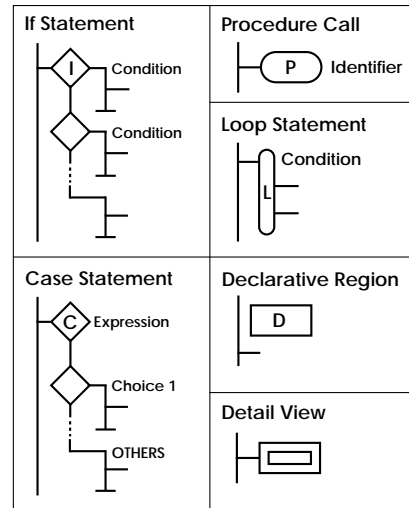 If Statement
I
Condition
Condition
Case Statement
C
Expression
Choice 1
OTHERS
Procedure Call
P
Identifier
Loop Statement
Condition
L
Declarative Region
D
Detail View